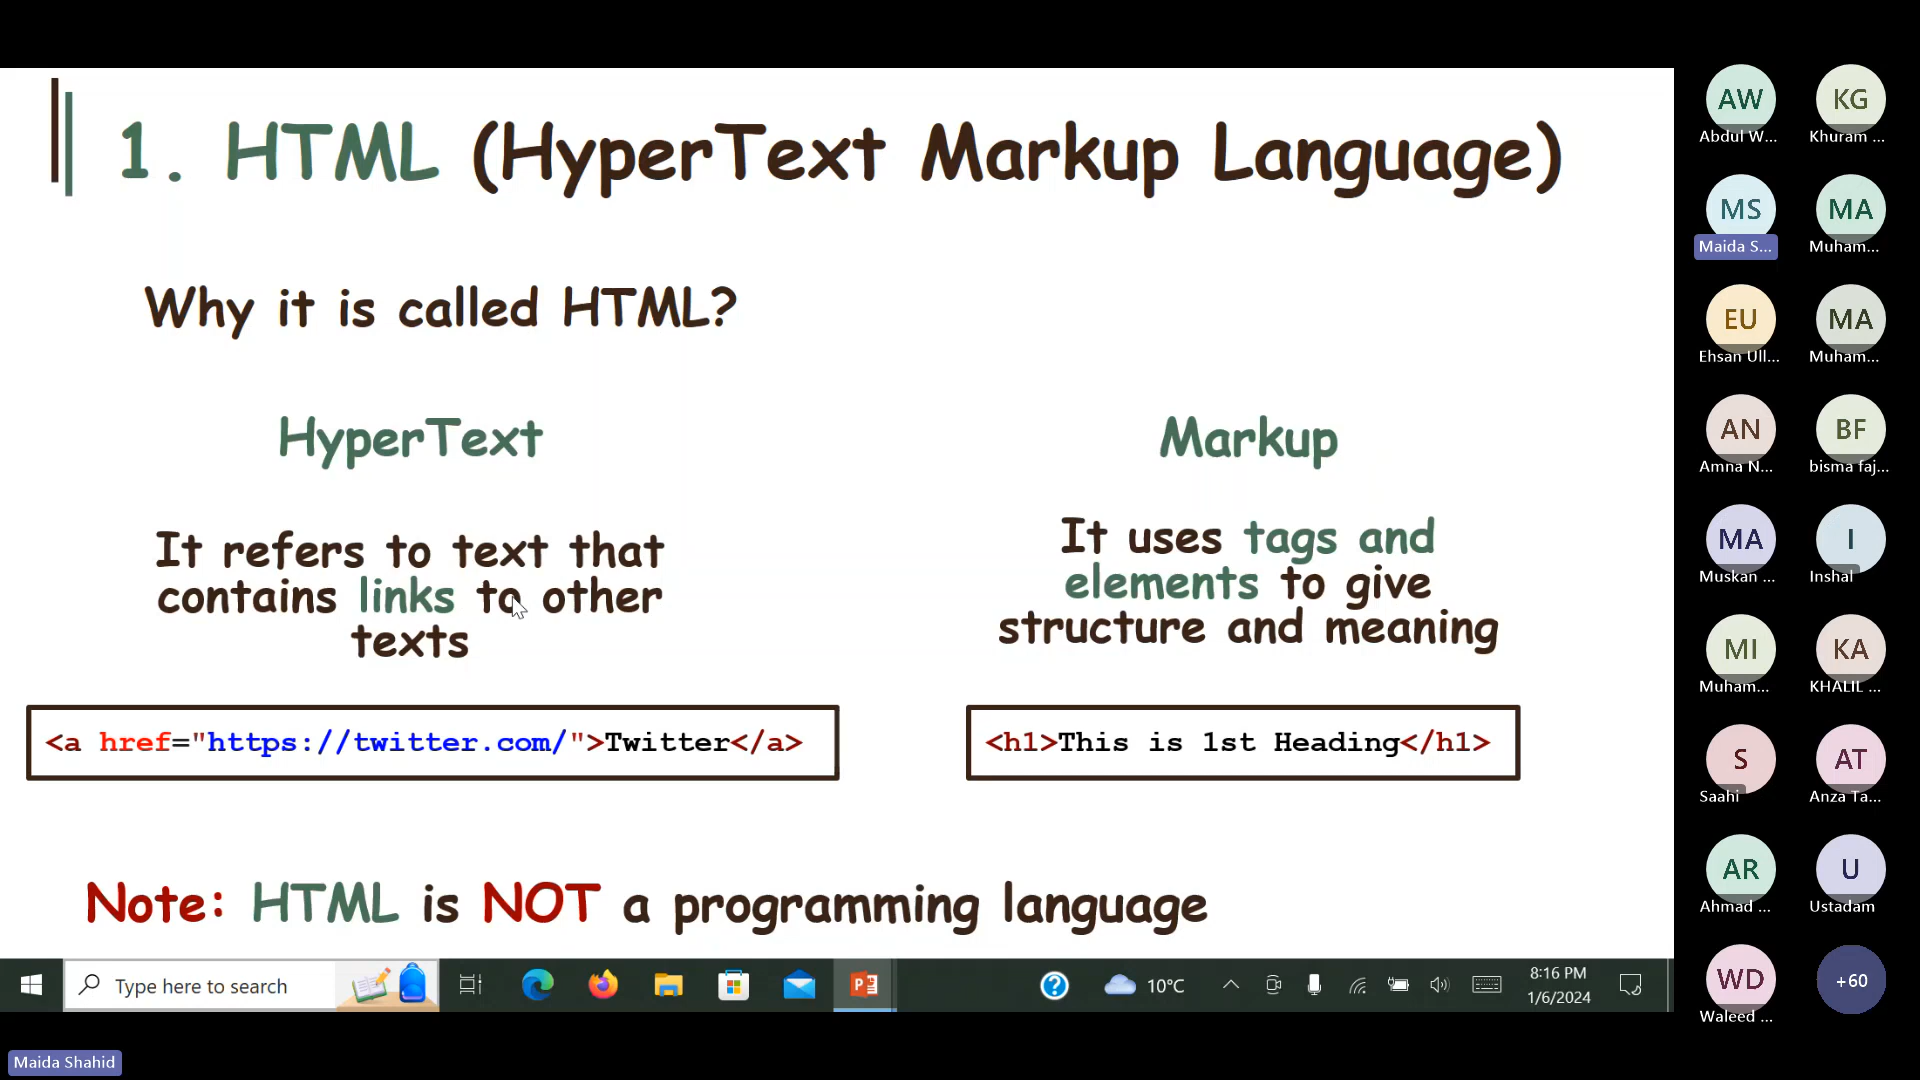 1. HTML (HyperText Markup Language)
Why it is called HTML?
HyperText
It refers to text that
contains links to other
texts
<a href="https://twitter.com/">Twitter</a>
Markup
It uses tags and
elements to give
structure and meaning
<h1>This is 1st Heading</h1>
Note: HTML is NOT a programming language
Type here to search
10°C
8:16 PM
1/6/2024
Maida Shahid
AW
Abdul W...
KG
Khuram ...
MS
Maida S...
MA
Muham...
EU
Ehsan Ull...
MA
Muham...
AN
Amna N...
BF
bisma faj...
MA
Muskan ...
I
Inshal
MI
Muham...
KA
KHALIL ...
S
Saahi
AT
Anza Ta...
AR
Ahmad ...
U
Ustadam
WD
Waleed ...
+60